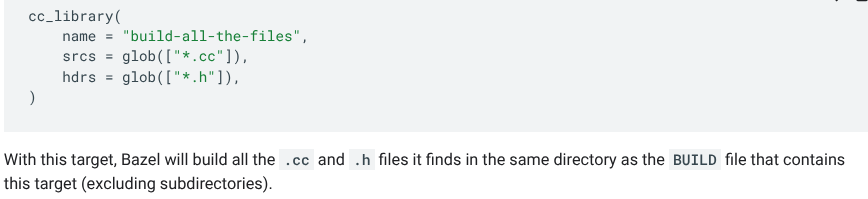 cc_library(
    name = "build-all-the-files",
    srcs = glob(["*.cc"]),
    hdrs = glob(["*.h"]),
)
With this target, Bazel will build all the .cc and .h files it finds in the same directory as the BUILD file that contains
this target (excluding subdirectories).